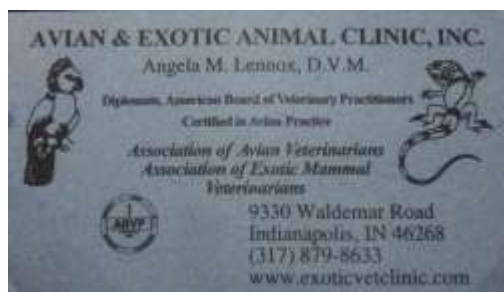 AVIAN & EXOTIC ANIMAL CLINIC, INC.
Angela M. Lennox, D.V.M.
Diplomate, American Board of Veterinary Practitioners
Certified in Avian Practice
Association of Avian Veterinarians
Association of Exotic Mammal
Veterinarians
ABVP
9330 Waldemar Road
Indianapolis, IN 46268
(317) 879-8633
www.exoticvetclinic.com